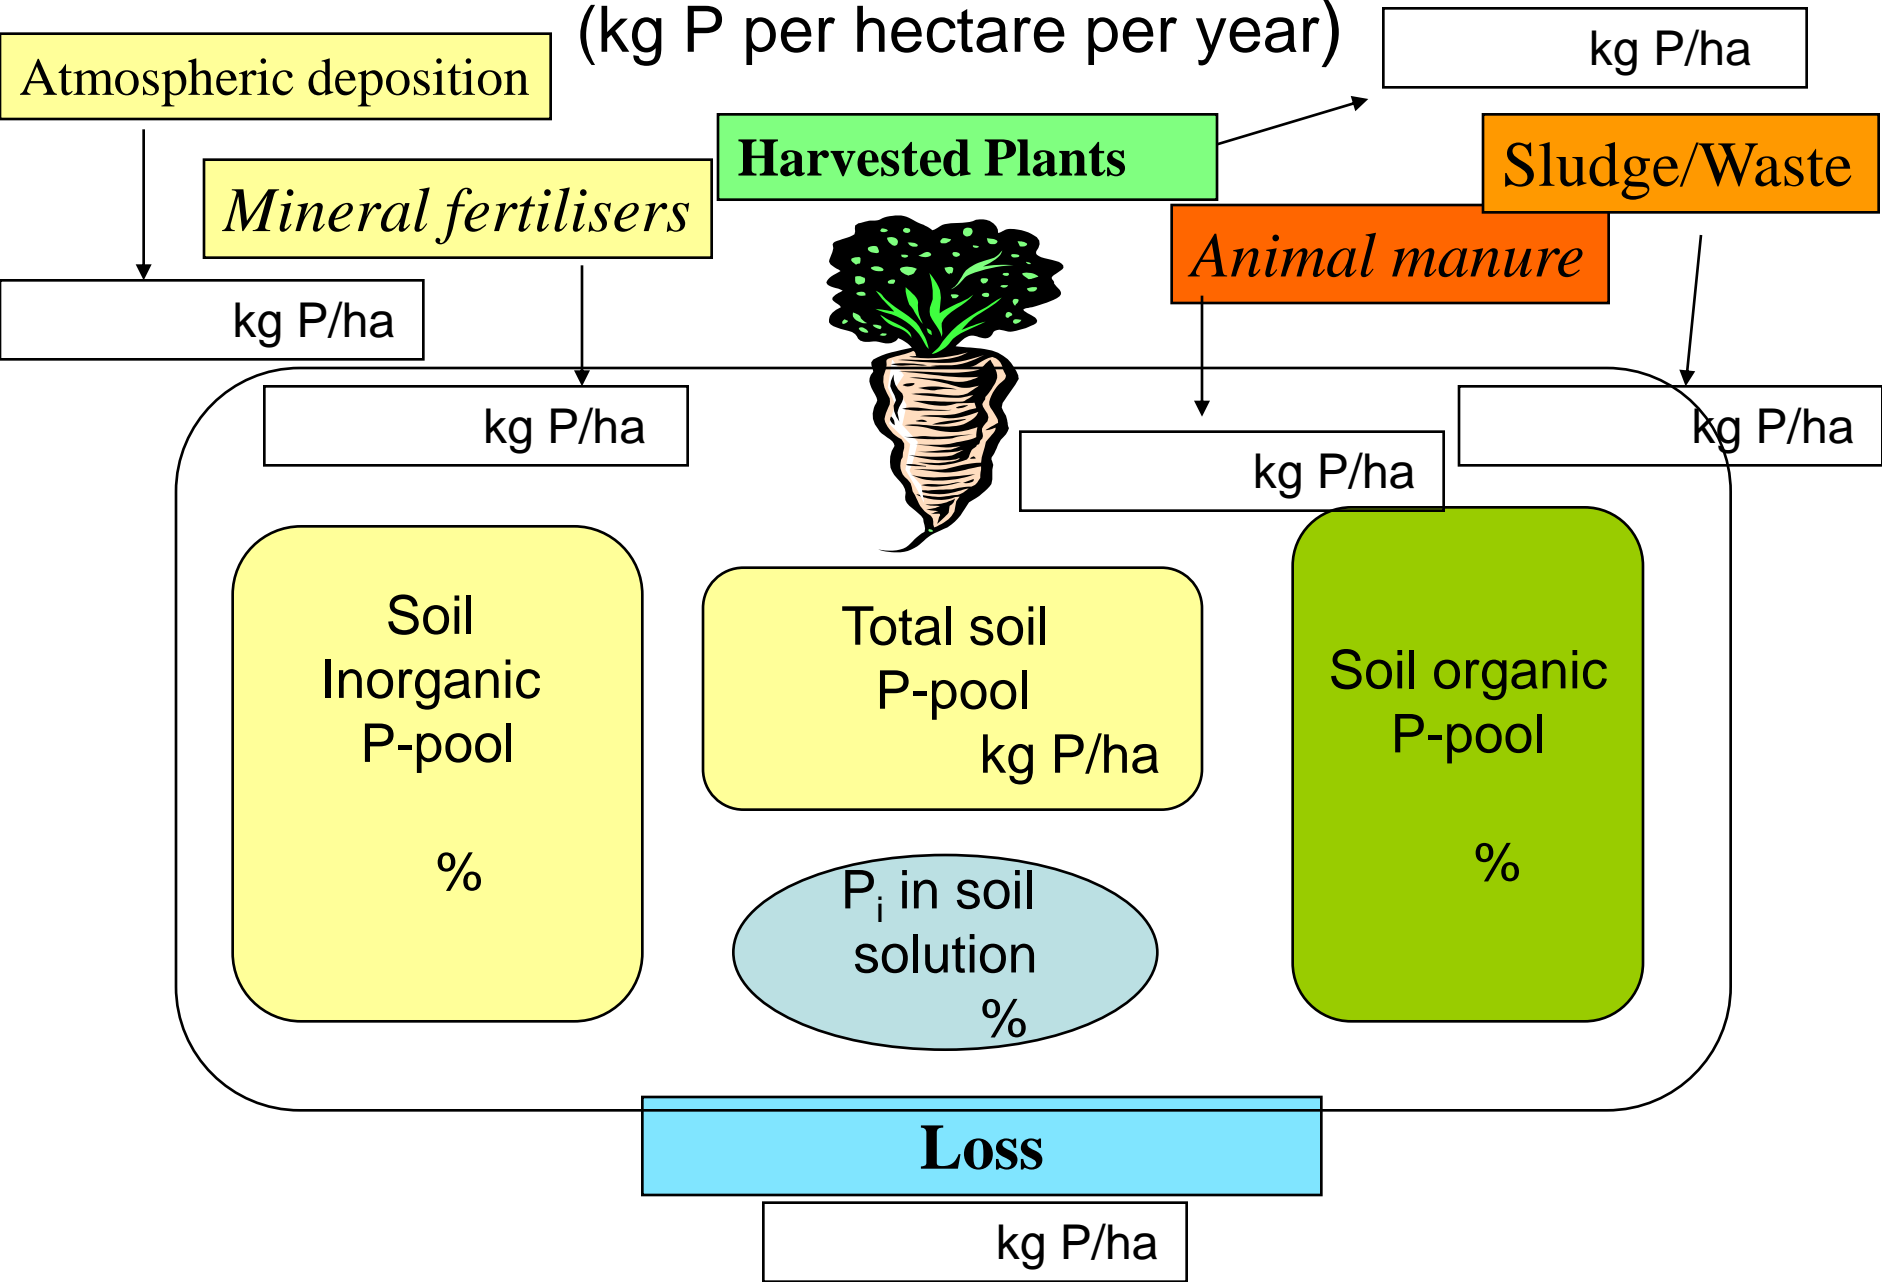 (kg P per hectare per year)
kg P/ha
Atmospheric deposition
Harvested Plants
Sludge/Waste
Mineral fertilisers
Animal manure
kg P/ha
kg P/ha
kg P/ha
kg P/ha
Soil
Inorganic
P-pool
%
Total soil
P-pool
kg P/ha
Soil organic
P-pool
%
Pi in soil
solution
%
Loss
kg P/ha